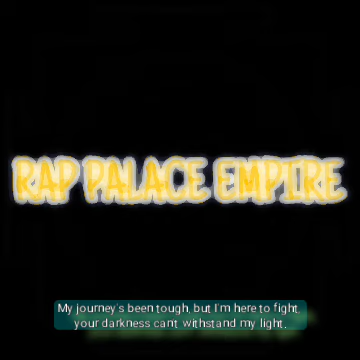 RAP PALACE EMPIRE
My journey's been tough, but I'm here to fight,
your darkness can't withstand my light.